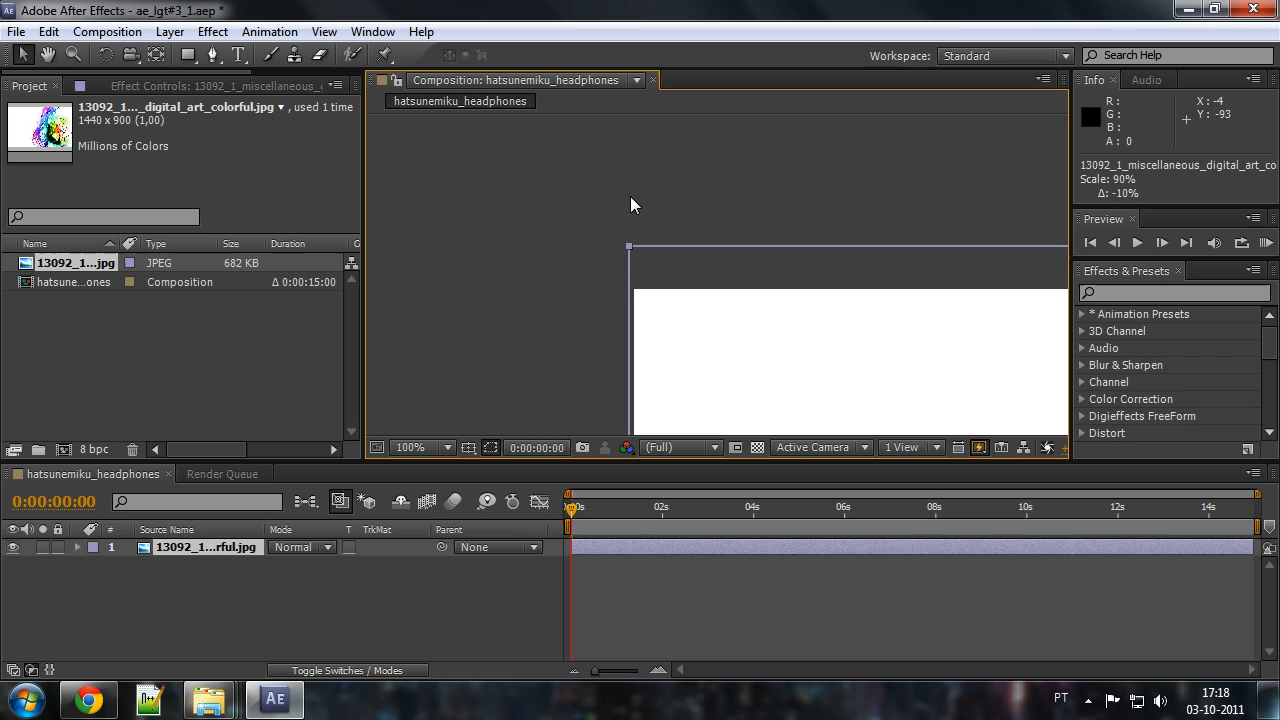 Adobe After Effects - ae_lgt#3_1.aep *
File Edit Composition Layer Effect Animation View Window Help
Workspace: Standard Search Help
Project Effect Controls: 13092_1_miscellaneous_
Composition: hatsunemiku_headphones
Info Audio
13092_1..._digital_art_colorful.jpg ▾ , used 1 time
1440 x 900 (1,00)
Millions of Colors
hatsunemiku_headphones
R :
G :
B :
A : 0
X : -4
Y : -93
13092_1_miscellaneous_digital_art_co
Scale: 90%
Δ: -10%
Preview
Name Type Size Duration
13092_1...jpg JPEG 682 KB
hatsune...ones Composition Δ 0:00:15:00
Effects & Presets
* Animation Presets
3D Channel
Audio
Blur & Sharpen
Channel
Color Correction
Digieffects FreeForm
Distort
8 bpc
100% 0:00:00:00 (Full) Active Camera 1 View
hatsunemiku_headphones Render Queue
0:00:00:00
02s 04s 06s 08s 10s 12s 14s
# Source Name Mode T TrkMat Parent
1 13092_1...rful.jpg Normal None
Toggle Switches / Modes
AE PT 17:18
03-10-2011